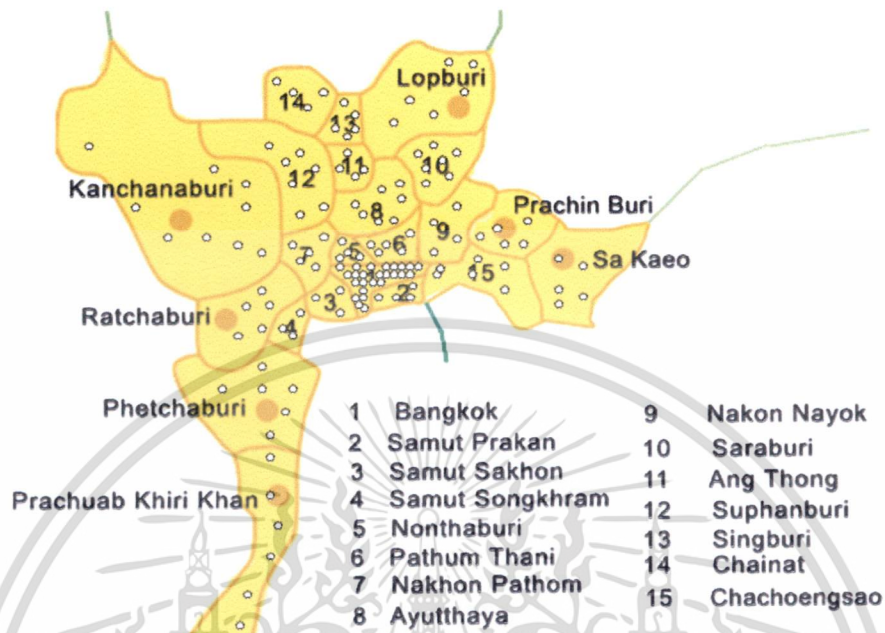 Lopburi
14
13
Kanchanaburi
12
11
10
8
Prachin Buri
9
7
5
6
Sa Kaeo
1
15
2
3
Ratchaburi
4
Phetchaburi
Prachuab Khiri Khan
1 Bangkok
2 Samut Prakan
3 Samut Sakhon
4 Samut Songkhram
5 Nonthaburi
6 Pathum Thani
7 Nakhon Pathom
8 Ayutthaya
9 Nakon Nayok
10 Saraburi
11 Ang Thong
12 Suphanburi
13 Singburi
14 Chainat
15 Chachoengsao